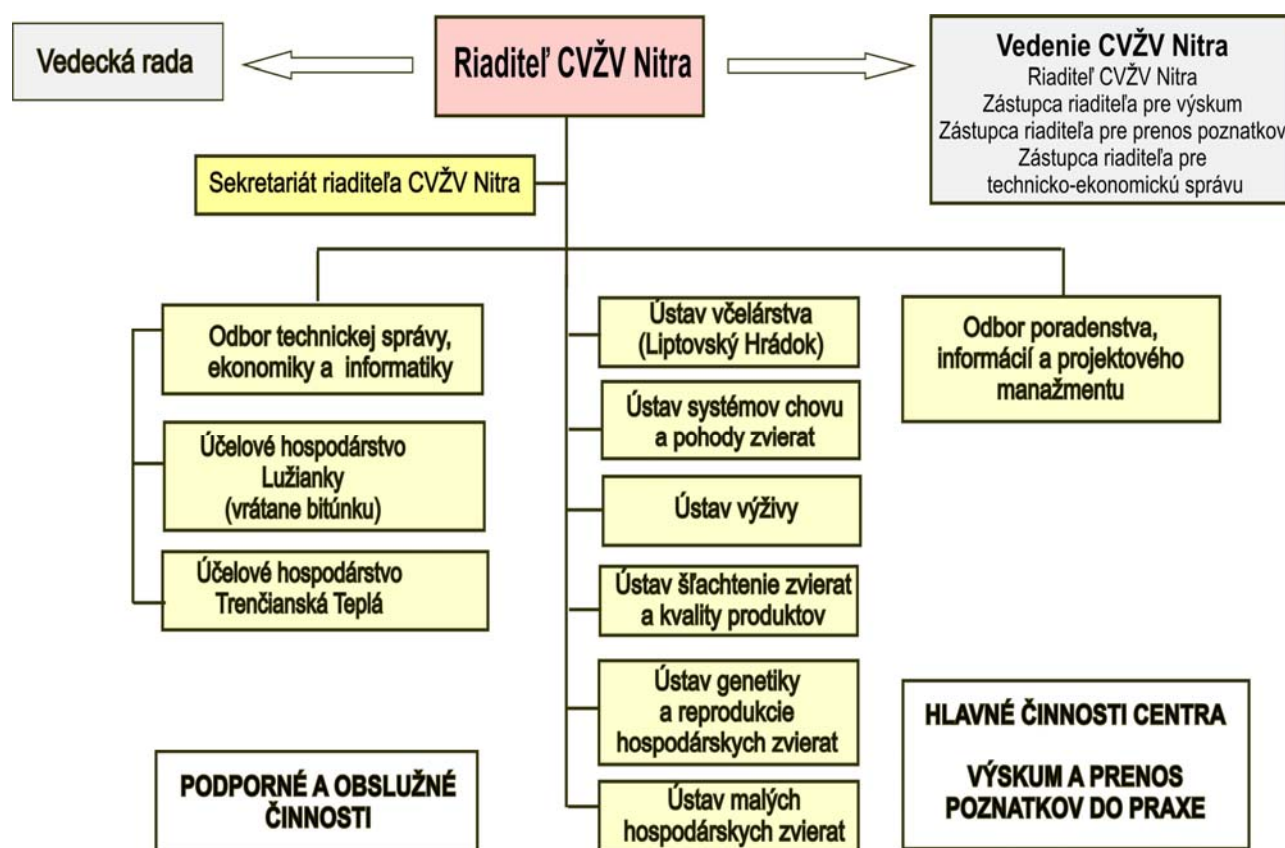 Vedecká rada
Riaditeľ CVŽV Nitra
Vedenie CVŽV Nitra
Riaditeľ CVŽV Nitra
Zástupca riaditeľa pre výskum
Zástupca riaditeľa pre prenos poznatkov
Zástupca riaditeľa pre
technicko-ekonomickú správu
Sekretariát riaditeľa CVŽV Nitra
Odbor technickej správy,
ekonomiky a informatiky
Účelové hospodárstvo
Lužianky
(vrátane bitúnku)
Účelové hospodárstvo
Trenčianská Teplá
PODPORNÉ A OBSLUŽNÉ
ČINNOSTI
Ústav včelárstva
(Liptovský Hrádok)
Ústav systémov chovu
a pohody zvierat
Ústav výživy
Ústav šľachtenie zvierat
a kvality produktov
Ústav genetiky
a reprodukcie
hospodárskych zvierat
Ústav malých
hospodárskych zvierat
Odbor poradenstva,
informácií a projektového
manažmentu
HLAVNÉ ČINNOSTI CENTRA
VÝSKUM A PRENOS
POZNATKOV DO PRAXE